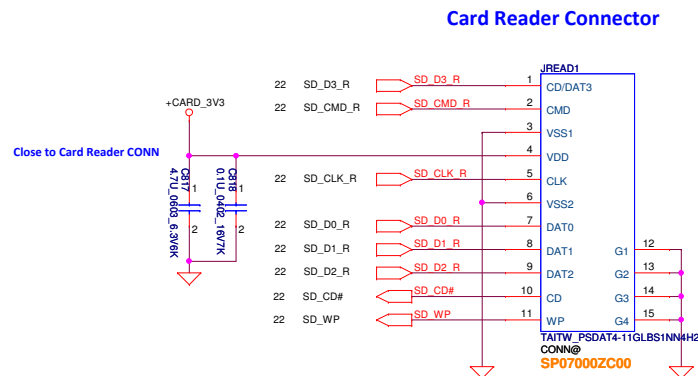 Card Reader Connector
JREAD1
22 SD_D3_R SD_D3_R 1 CD/DAT3
+CARD_3V3
22 SD_CMD_R SD_CMD_R 2 CMD
3 VSS1
Close to Card Reader CONN
4 VDD
22 SD_CLK_R SD_CLK_R 5 CLK
C817 1 2
4.7U_0603_6.3V6K
C818 1 2
0.1U_0402_16V7K
6 VSS2
22 SD_D0_R SD_D0_R 7 DAT0
22 SD_D1_R SD_D1_R 8 DAT1 G1 12
22 SD_D2_R SD_D2_R 9 DAT2 G2 13
22 SD_CD# SD_CD# 10 CD G3 14
22 SD_WP SD_WP 11 WP G4 15
TAITW_PSDAT4-11GLBS1NN4H2
CONN@
SP07000ZC00